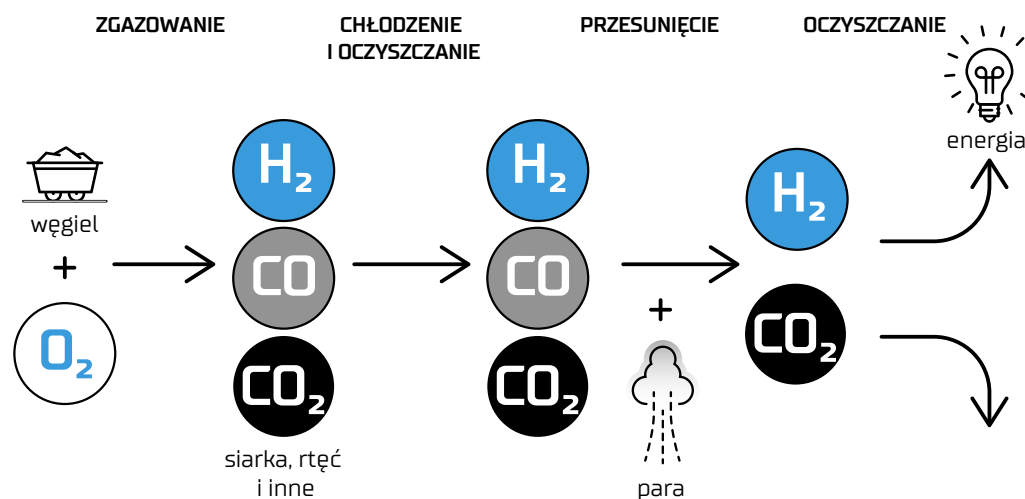 ZGAZOWANIE
CHŁODZENIE
I OCZYSZCZANIE
PRZESUNIĘCIE
OCZYSZCZANIE
energia
węgiel
+
O₂
H₂
CO
CO₂
siarka, rtęć
i inne
H₂
CO
CO₂
+
para
H₂
CO₂